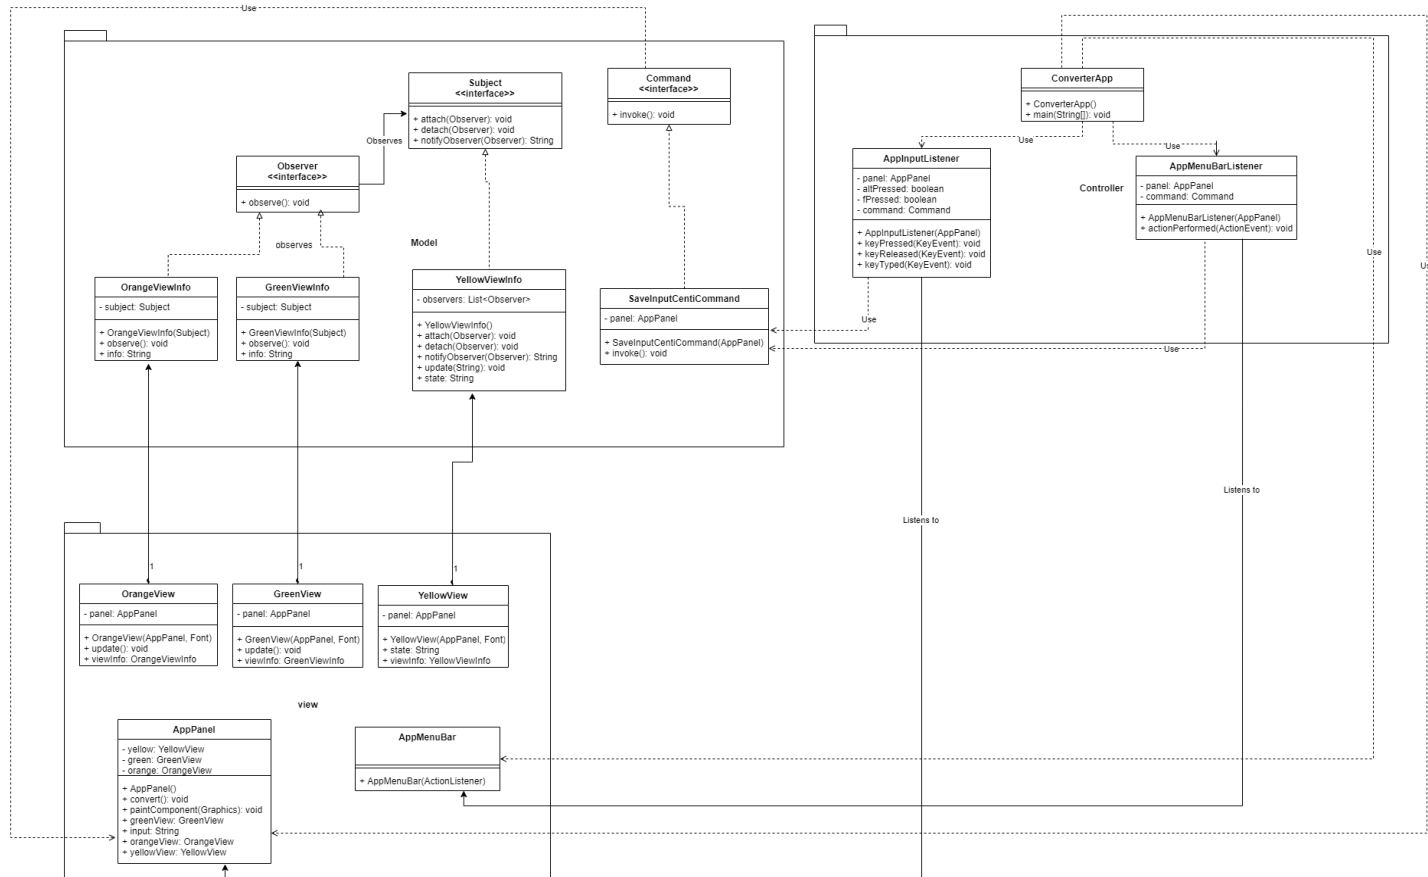 Use
Subject
<<interface>>
+ attach(Observer): void
+ detach(Observer): void
+ notifyObserver(Observer): String
Command
<<interface>>
+ invoke(): void
Observes
Observer
<<interface>>
+ observe(): void
observes
Model
OrangeViewInfo
- subject: Subject
+ OrangeViewInfo(Subject)
+ observe(): void
+ info: String
GreenViewInfo
- subject: Subject
+ GreenViewInfo(Subject)
+ observe(): void
+ info: String
YellowViewInfo
- observers: List<Observer>
+ YellowViewInfo()
+ attach(Observer): void
+ detach(Observer): void
+ notifyObserver(Observer): String
+ update(String): void
+ state: String
SaveInputCentiCommand
- panel: AppPanel
+ SaveInputCentiCommand(AppPanel)
+ invoke(): void
ConverterApp
+ ConverterApp()
+ main(String[]): void
Use
Use
AppInputListener
- panel: AppPanel
- altPressed: boolean
- fPressed: boolean
- command: Command
+ AppInputListener(AppPanel)
+ keyPressed(KeyEvent): void
+ keyReleased(KeyEvent): void
+ keyTyped(KeyEvent): void
Controller
AppMenuBarListener
- panel: AppPanel
- command: Command
+ AppMenuBarListener(AppPanel)
+ actionPerformed(ActionEvent): void
Use
Use
Use
Listens to
Listens to
1
1
1
OrangeView
- panel: AppPanel
+ OrangeView(AppPanel, Font)
+ update(): void
+ viewInfo: OrangeViewInfo
GreenView
- panel: AppPanel
+ GreenView(AppPanel, Font)
+ update(): void
+ viewInfo: GreenViewInfo
YellowView
- panel: AppPanel
+ YellowView(AppPanel, Font)
+ state: String
+ viewInfo: YellowViewInfo
view
AppPanel
- yellow: YellowView
- green: GreenView
- orange: OrangeView
+ AppPanel()
+ convert(): void
+ paintComponent(Graphics): void
+ greenView: GreenView
+ input: String
+ orangeView: OrangeView
+ yellowView: YellowView
AppMenuBar
+ AppMenuBar(ActionListener)